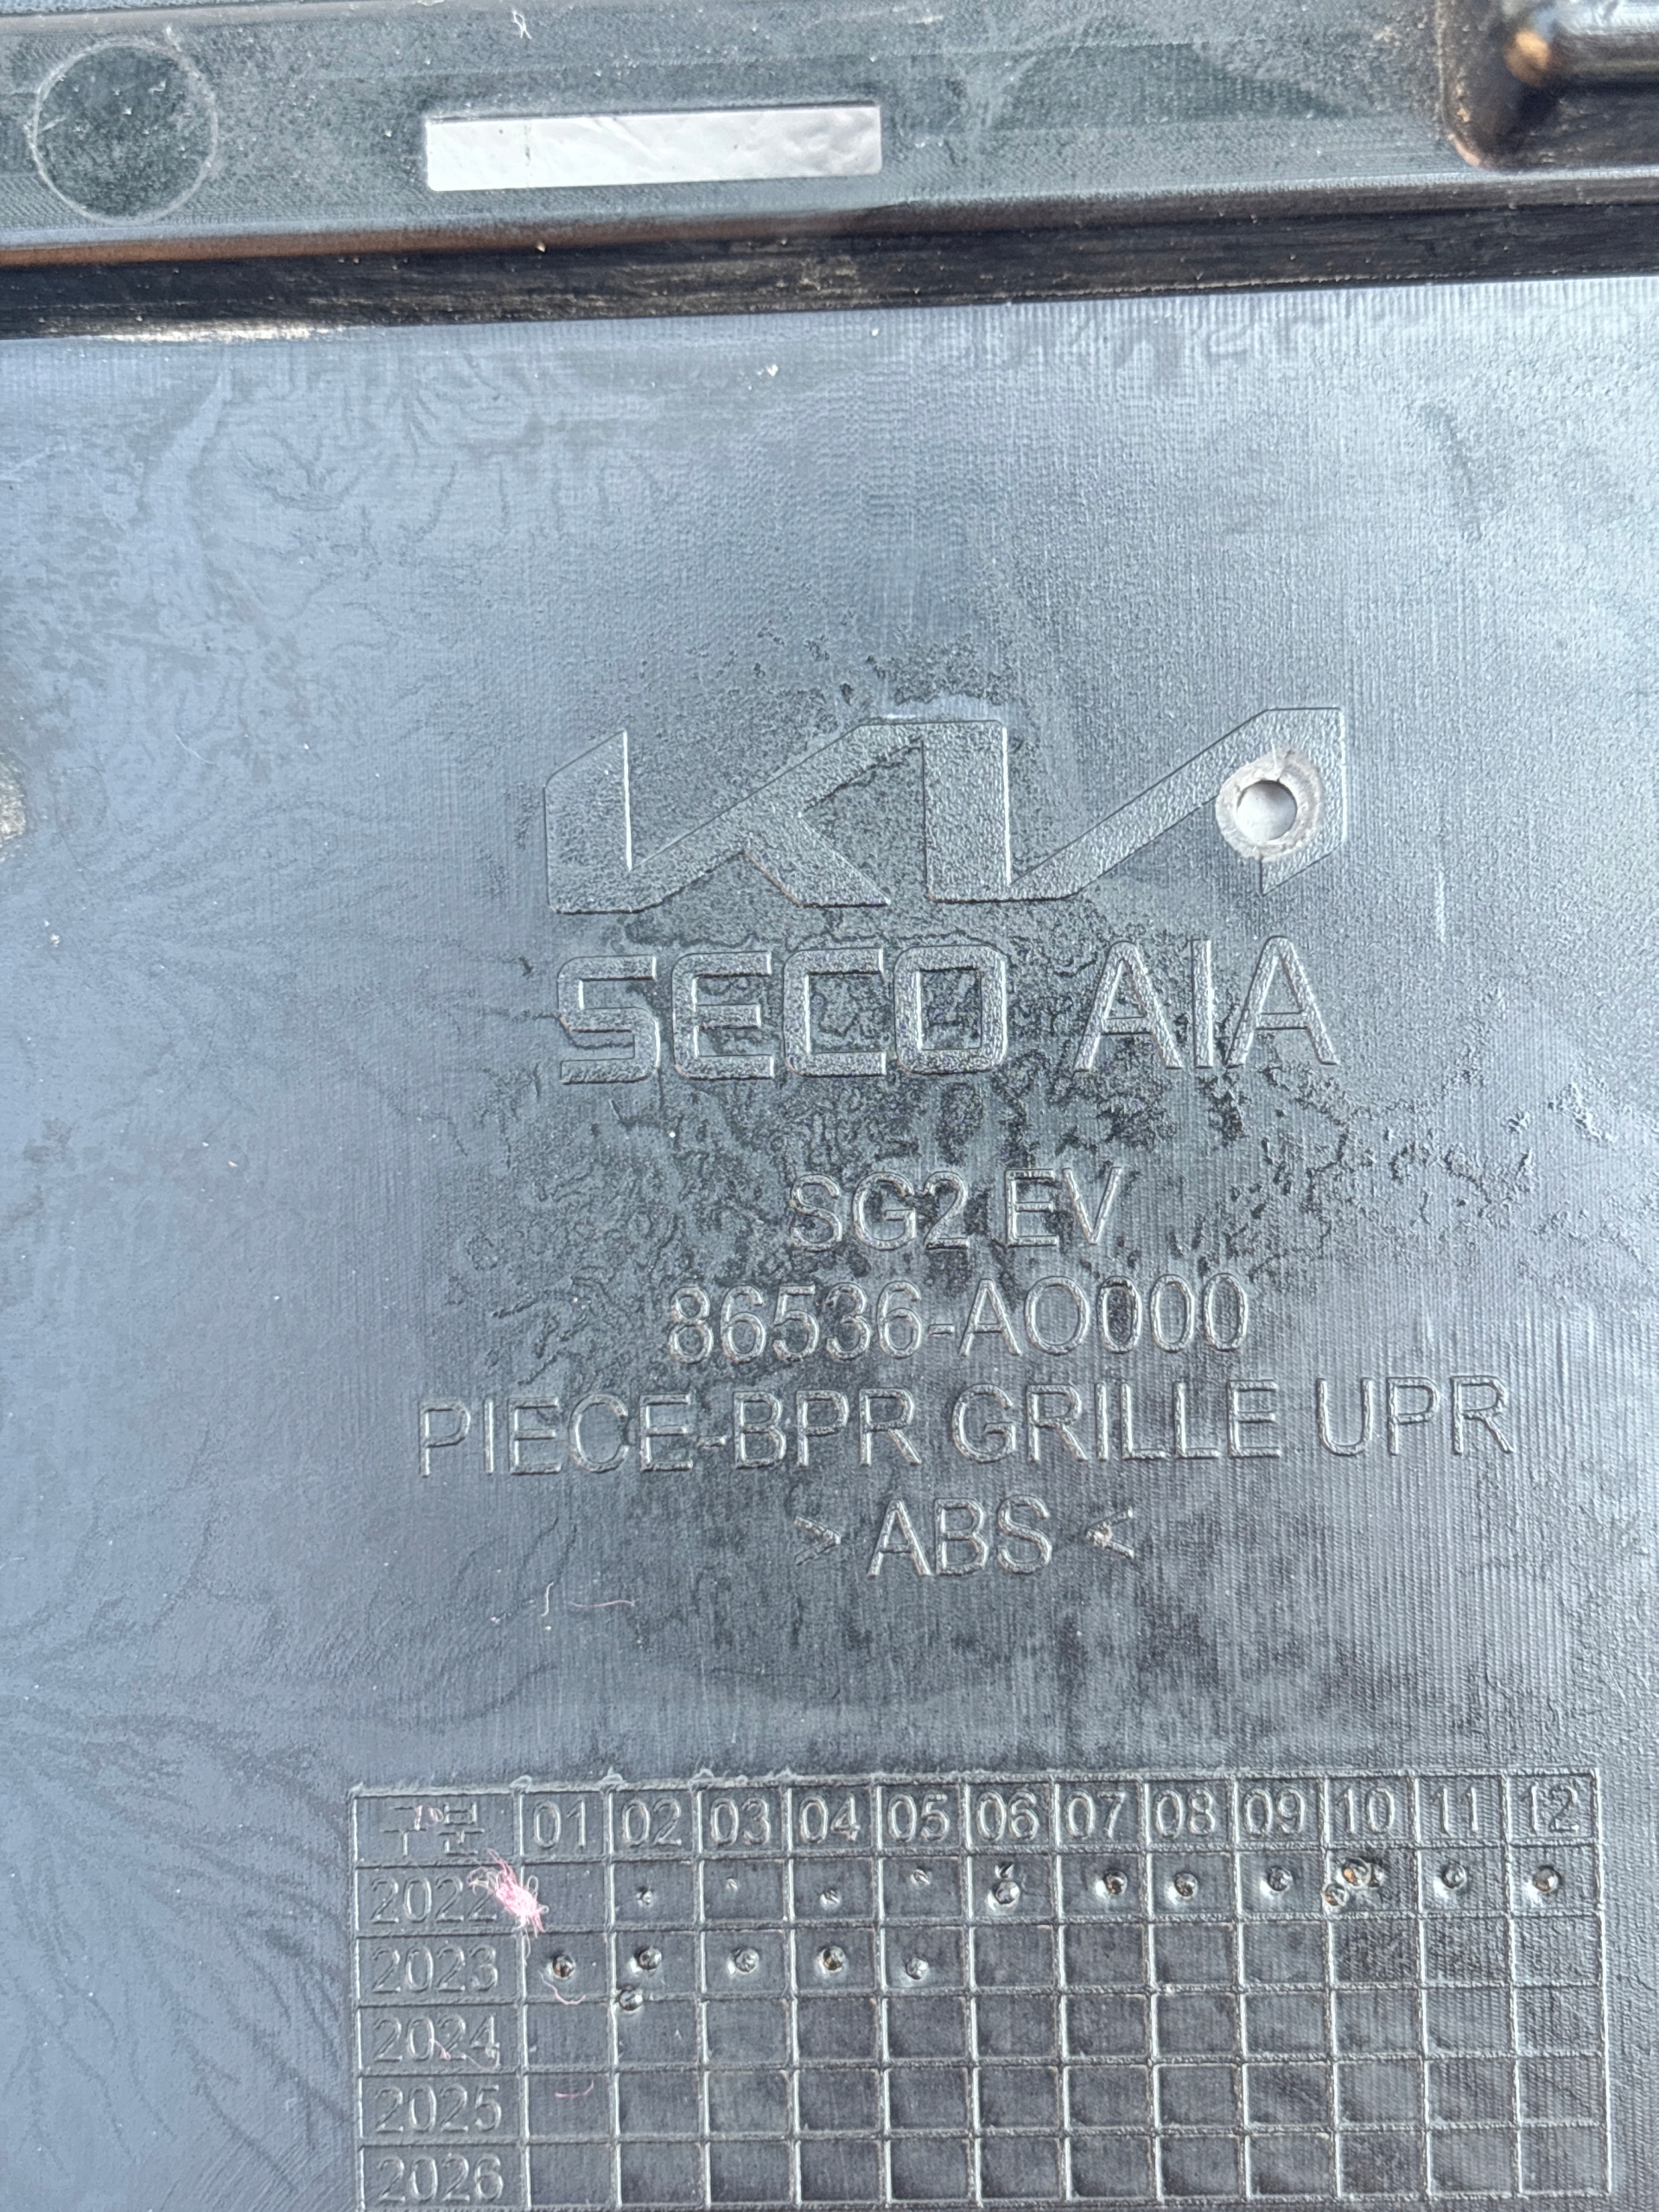 KIA
SECO AIA
SG2 EV
86536-AO000
PIECE-BPR GRILLE UPR
>ABS<
구분 01 02 03 04 05 06 07 08 09 10 11 12
2022
2023
2024
2025
2026